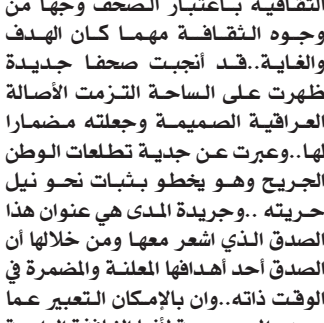 الثقافية باعتبار الصحف وجها من
وجوه الثقافة مهما كان الهدف
والغاية..قد أنجبت صحفا جديدة
ظهرت على الساحة التزمت الأصالة
العراقية الصميمة وجعلته مضمارا
لها..وعبرت عن جدية تطلعات الوطن
الجريح وهو يخطو بثبات نحو نيل
حريته ..وجريدة المدى هي عنوان هذا
الصدق الذي اشعر معها ومن خلالها أن
الصدق أحد أهدافها المعلنة والمضمرة في
الوقت ذاته..وان بالإمكان التعبير عما